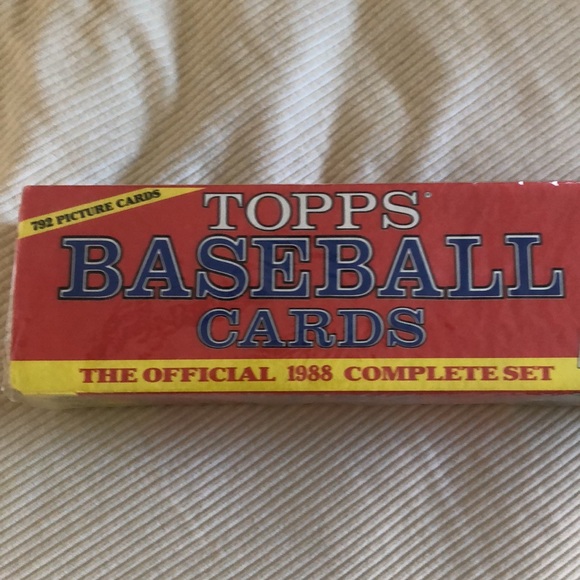 792 PICTURE CARDS
TOPPS
BASEBALL
CARDS
THE OFFICIAL 1988 COMPLETE SET